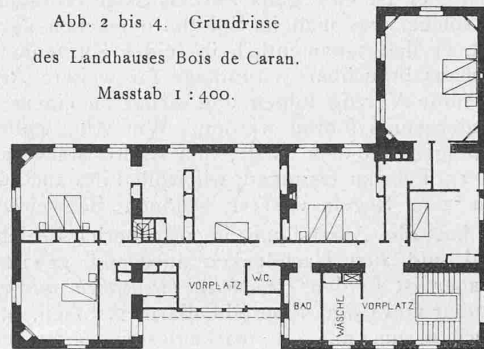 Abb. 2 bis 4. Grundrisse
des Landhauses Bois de Caran.
Masstab 1 : 400.
VORPLATZ
W.C.
BAD
WÄSCHE
VORPLATZ